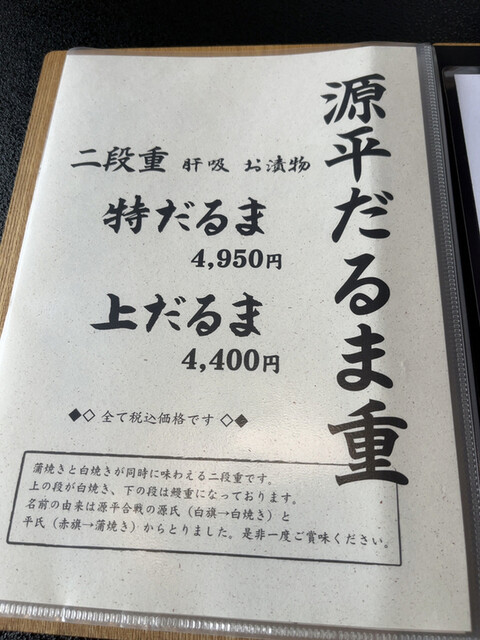 源平だるま重
二段重 肝吸 お漬物
特だるま
4,950円
上だるま
4,400円
◆◇ 全て税込価格です ◇◆
蒲焼きと白焼きが同時に味わえる二段重です。
上の段が白焼き、下の段は鰻重になっております。
名前の由来は源平合戦の源氏（白旗→白焼き）と
平氏（赤旗→蒲焼き）からとりました。是非一度ご賞味ください。